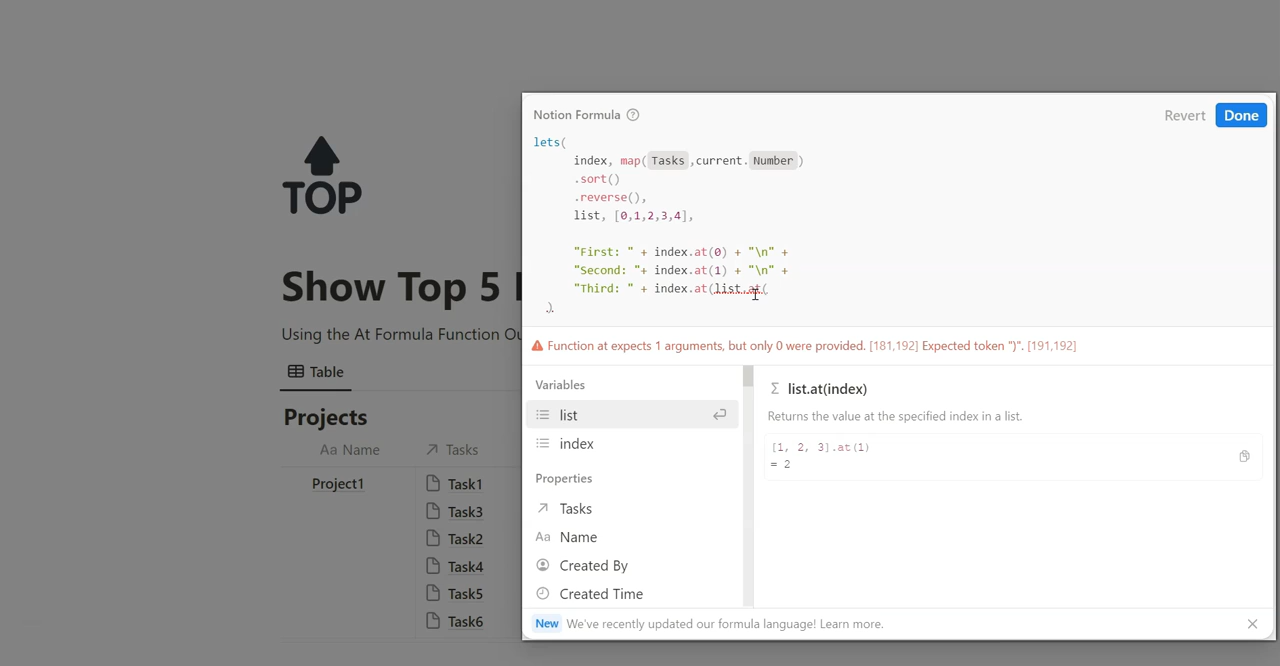 TOP
Show Top 5
Using the At Formula Function Ou
Table
Projects
Aa Name
Tasks
Project1
Task1
Task3
Task2
Task4
Task5
Task6
Notion Formula
Revert
Done
lets(
index, map( Tasks ,current. Number )
.sort()
.reverse(),
list, [0,1,2,3,4],
"First: " + index.at(0) + "\n" +
"Second: "+ index.at(1) + "\n" +
"Third: " + index.at(list.at(
).
Function at expects 1 arguments, but only 0 were provided. [181,192] Expected token ")". [191,192]
Variables
list
index
Properties
Tasks
Aa Name
Created By
Created Time
Σ list.at(index)
Returns the value at the specified index in a list.
[1, 2, 3].at(1)
= 2
New We've recently updated our formula language! Learn more.